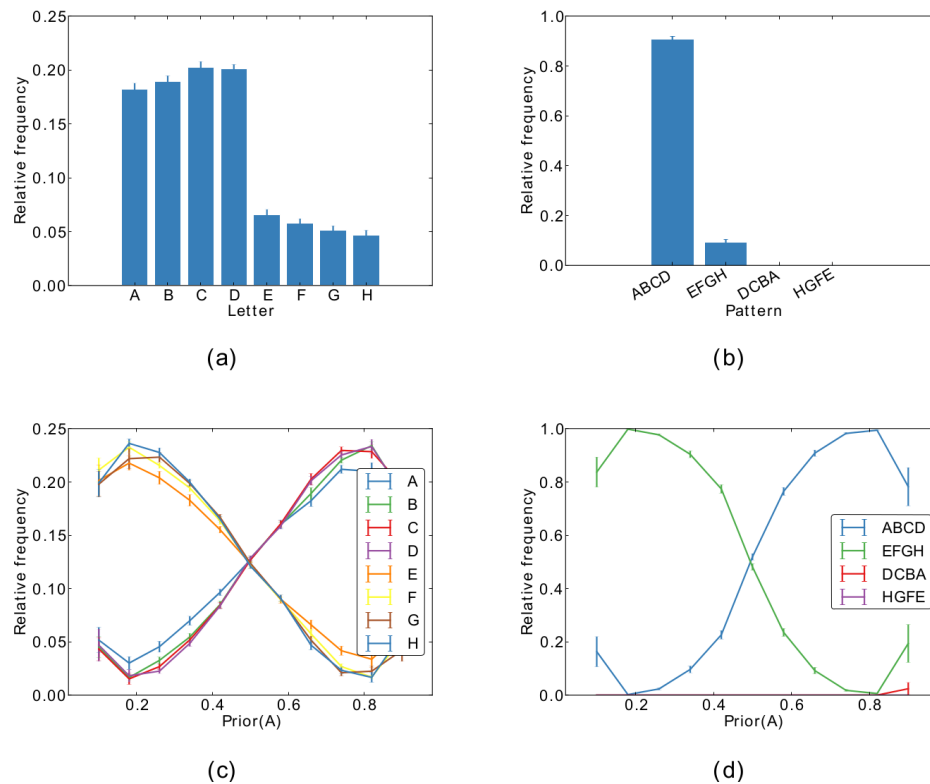 0.25
0.20
0.15
0.10
0.05
0.00
Relative frequency
A B C D E F G H
Letter
(a)
1.0
0.8
0.6
0.4
0.2
0.0
Relative frequency
ABCD EFGH DCBA HGFE
Pattern
(b)
0.25
0.20
0.15
0.10
0.05
0.00
Relative frequency
0.2 0.4 0.6 0.8
Prior(A)
A
B
C
D
E
F
G
H
(c)
1.0
0.8
0.6
0.4
0.2
0.0
Relative frequency
0.2 0.4 0.6 0.8
Prior(A)
ABCD
EFGH
DCBA
HGFE
(d)